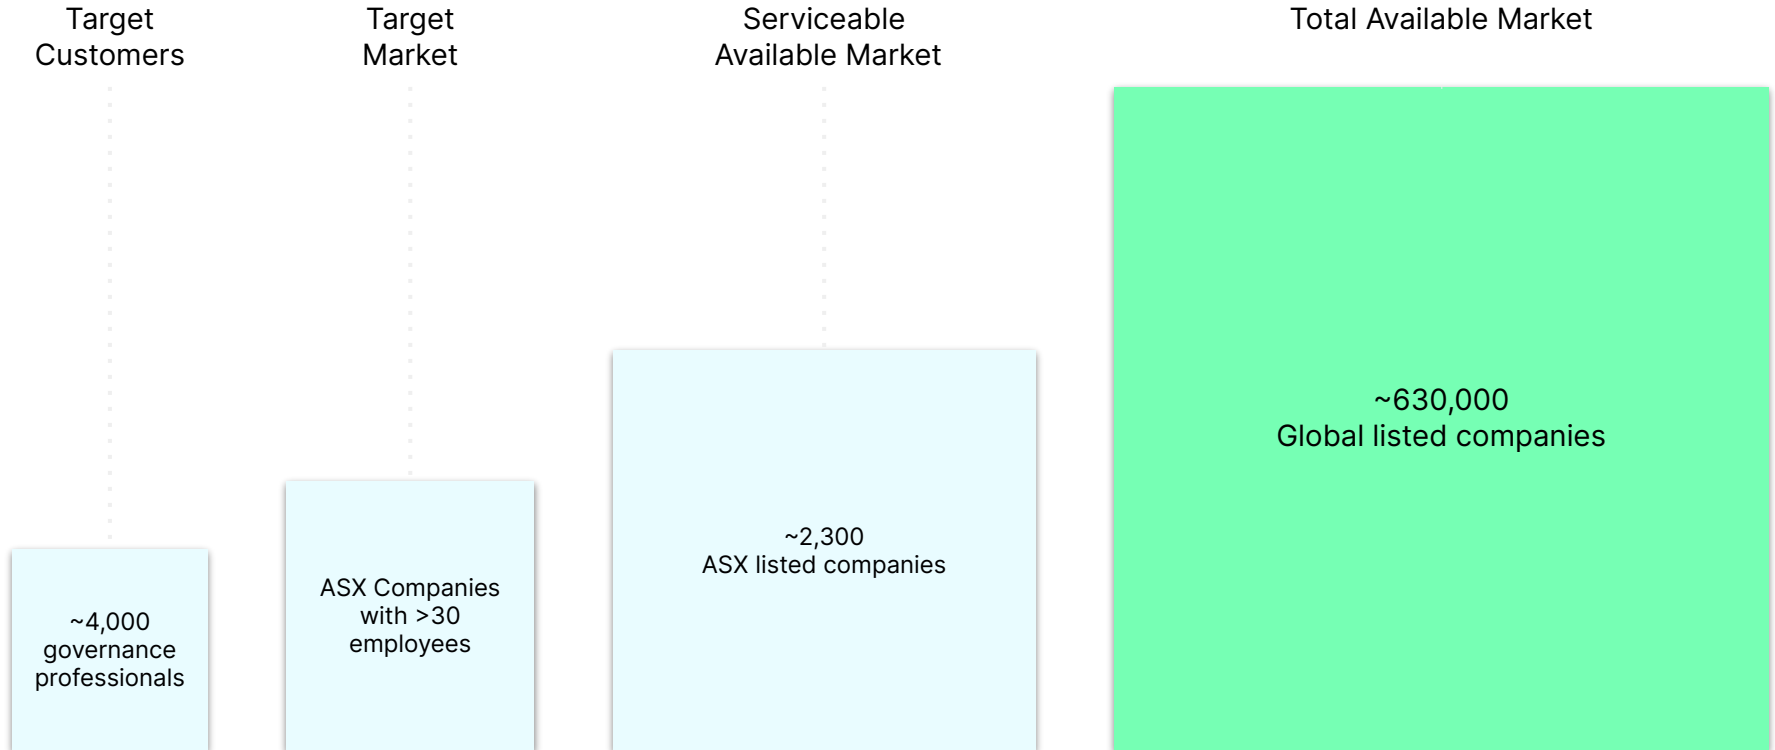 Target
Customers
Target
Market
Serviceable
Available Market
Total Available Market
~4,000
governance
professionals
ASX Companies
with >30
employees
~2,300
ASX listed companies
~630,000
Global listed companies